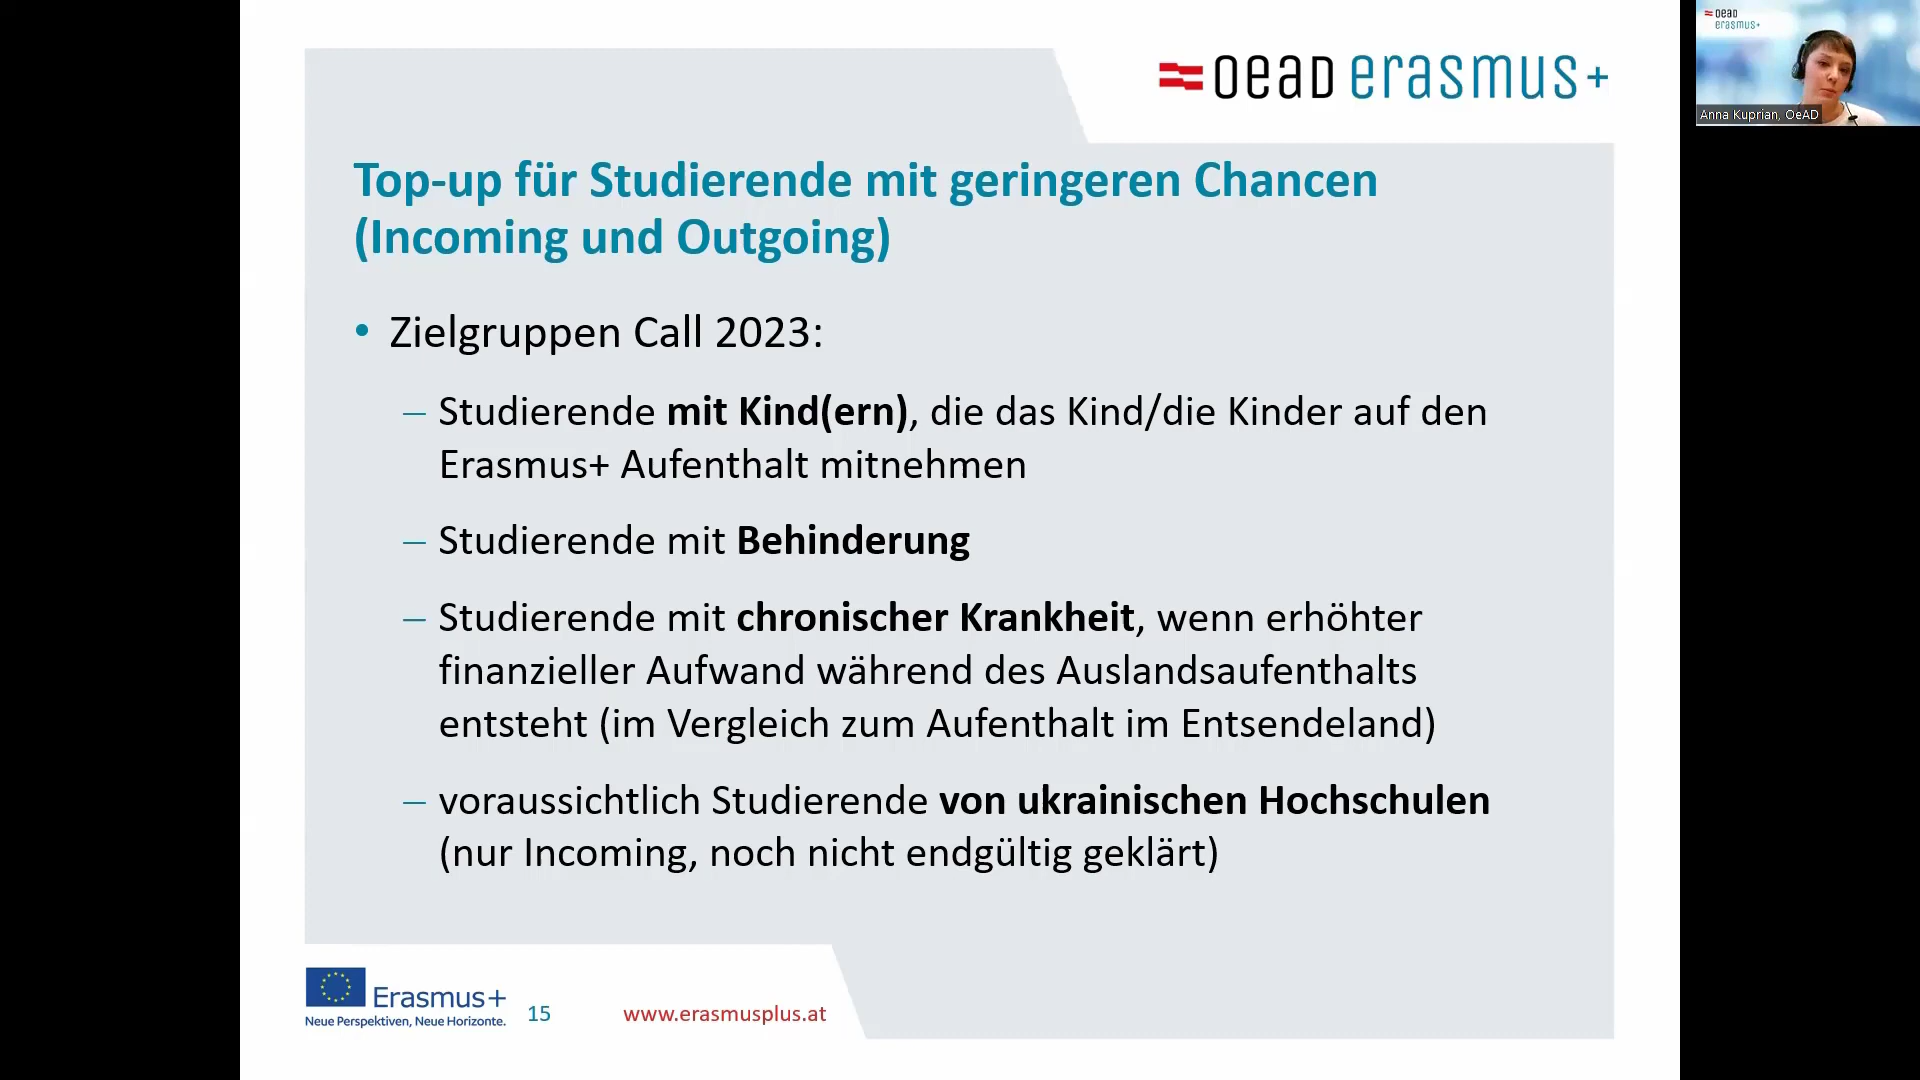 oead erasmus+
Top-up für Studierende mit geringeren Chancen
(Incoming und Outgoing)
• Zielgruppen Call 2023:
– Studierende mit Kind(ern), die das Kind/die Kinder auf den
Erasmus+ Aufenthalt mitnehmen
– Studierende mit Behinderung
– Studierende mit chronischer Krankheit, wenn erhöhter
finanzieller Aufwand während des Auslandsaufenthalts
entsteht (im Vergleich zum Aufenthalt im Entsendeland)
– voraussichtlich Studierende von ukrainischen Hochschulen
(nur Incoming, noch nicht endgültig geklärt)
Erasmus+
Neue Perspektiven, Neue Horizonte.
15
www.erasmusplus.at
oead
erasmus+
Anna Kuprian, OeAD